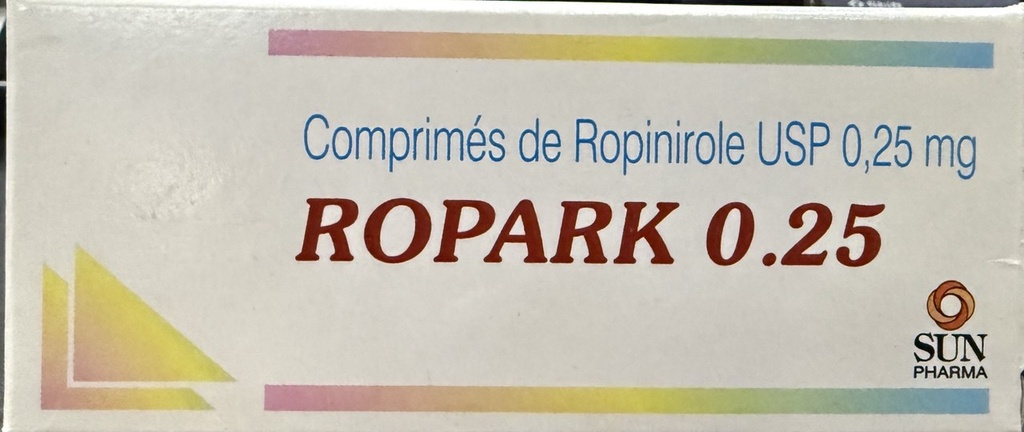 Comprimés de Ropinirole USP 0,25 mg
ROPARK 0.25
SUN
PHARMA